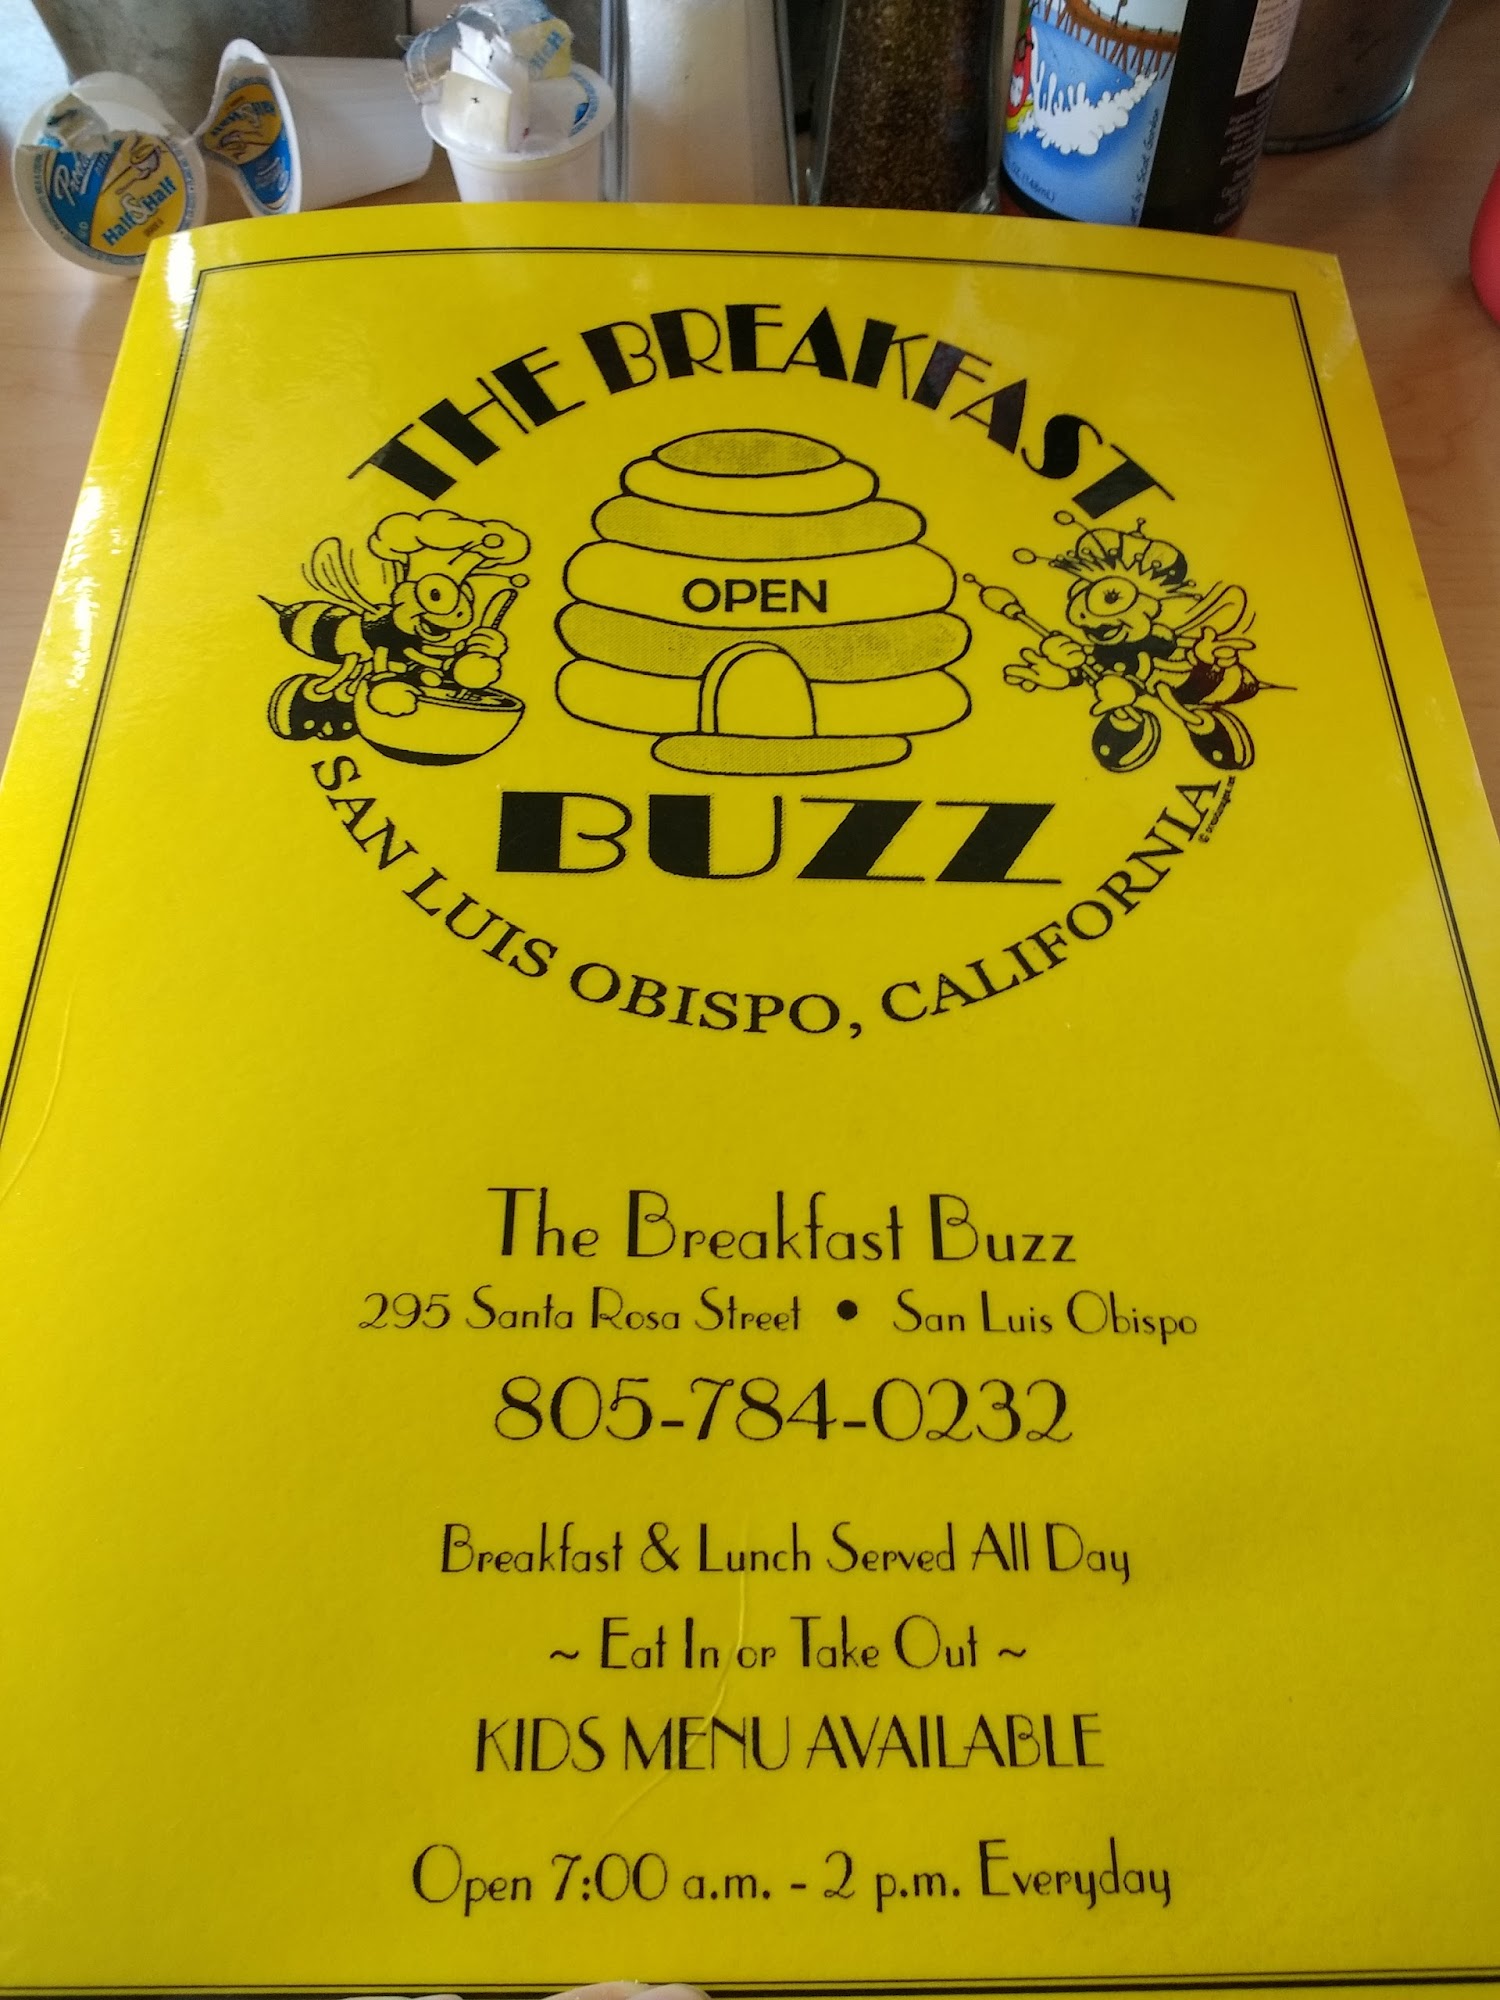 Half & Half
THE BREAKFAST
OPEN
BUZZ
SAN LUIS OBISPO, CALIFORNIA
The Breakfast Buzz
295 Santa Rosa Street • San Luis Obispo
805-784-0232
Breakfast & Lunch Served All Day
~ Eat In or Take Out ~
KIDS MENU AVAILABLE
Open 7:00 a.m. - 2 p.m. Everyday